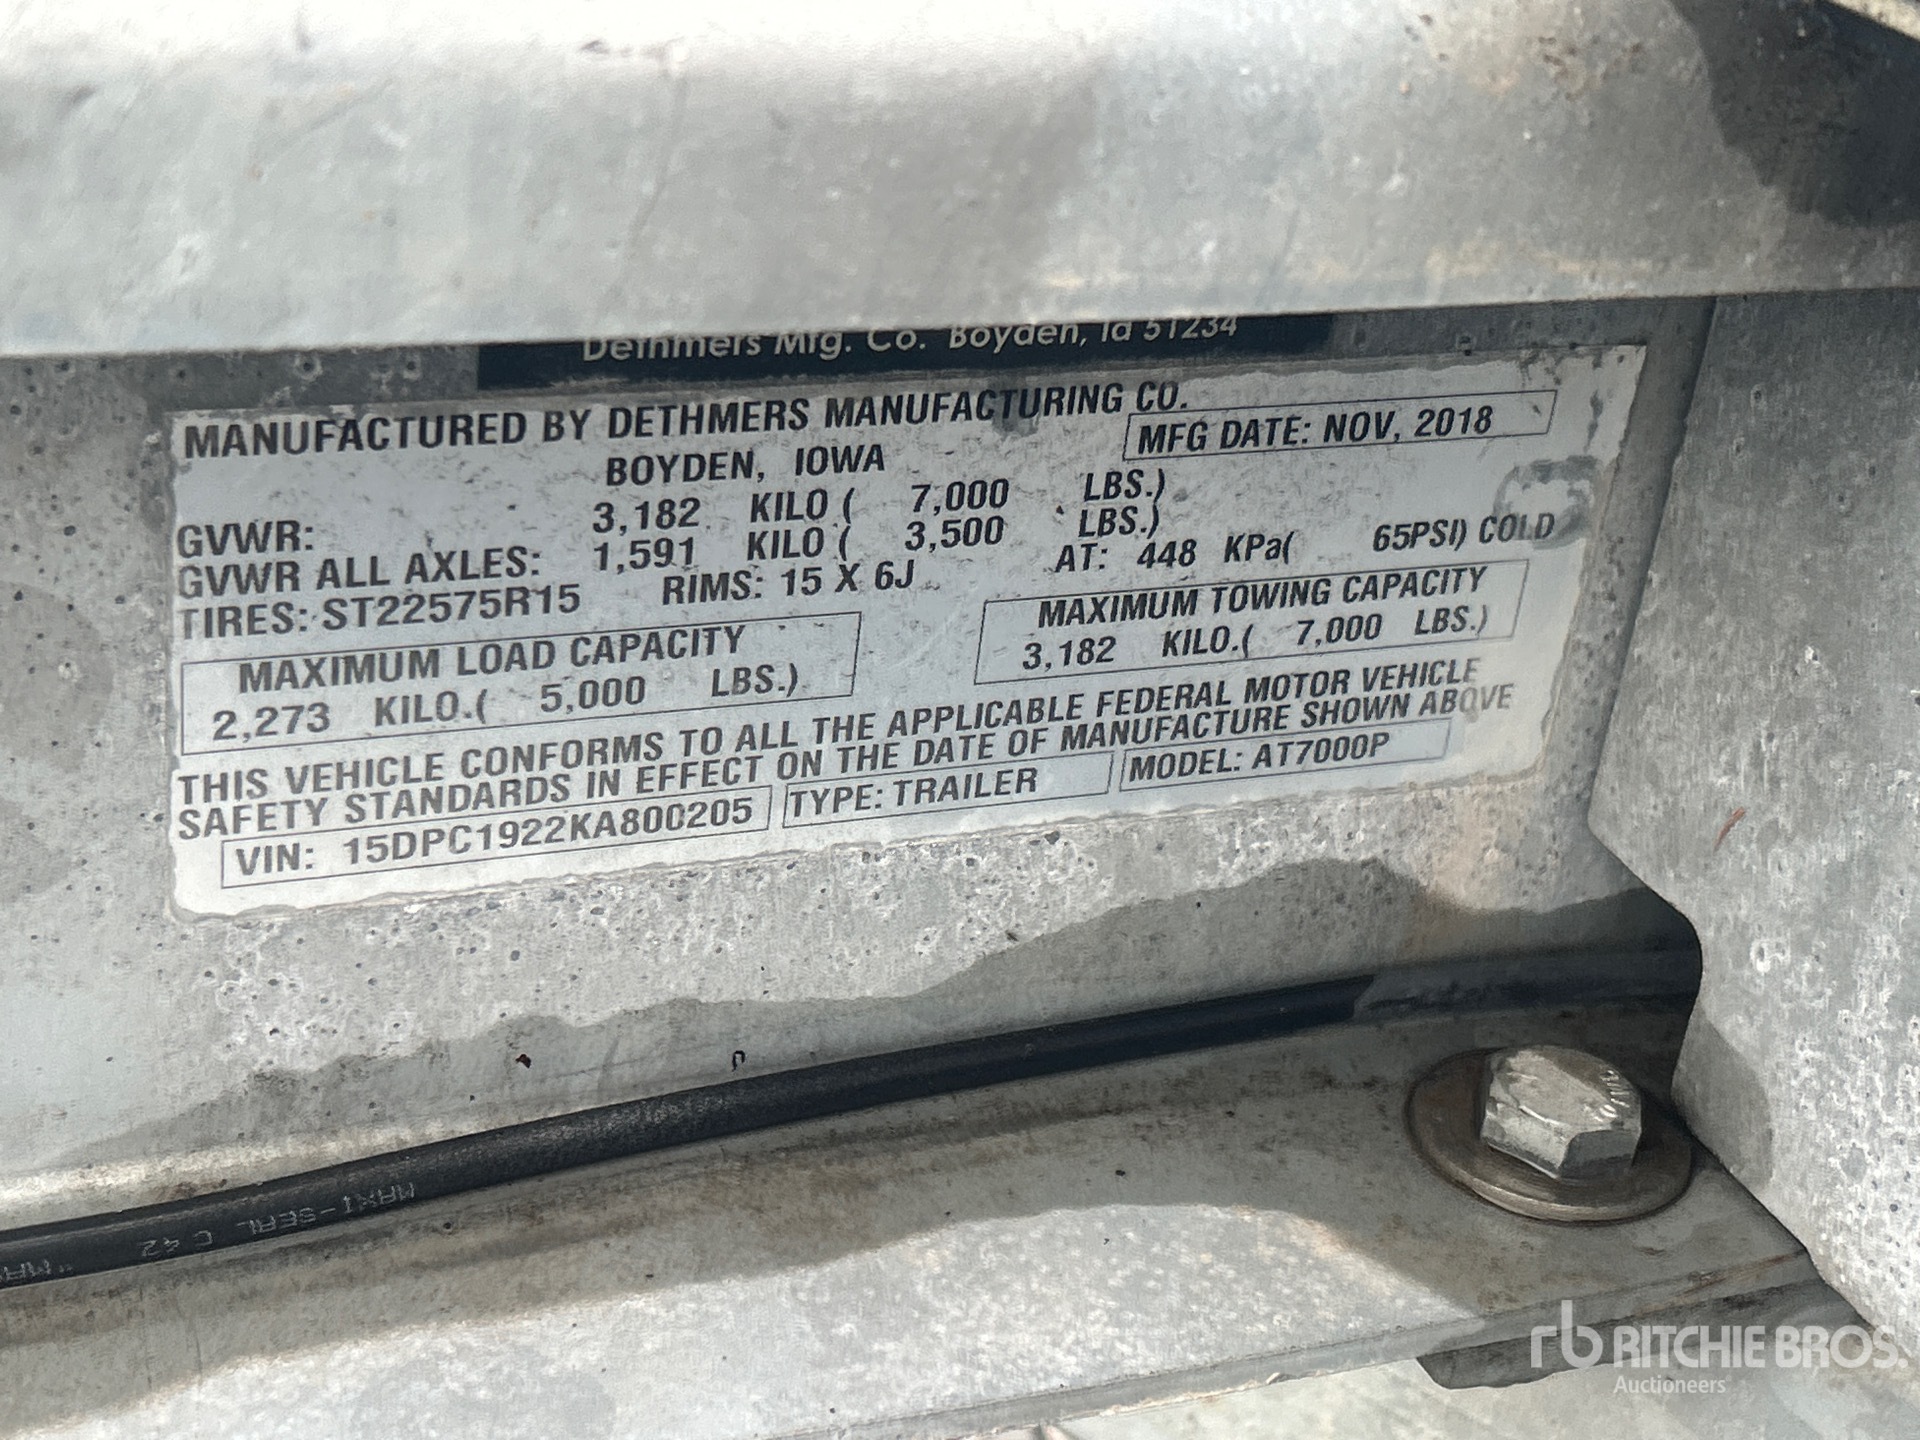 Dethmers Mfg. Co. Boyden, Ia 51234
MANUFACTURED BY DETHMERS MANUFACTURING CO.
BOYDEN, IOWA
MFG DATE: NOV, 2018
GVWR: 3,182 KILO ( 7,000 LBS.)
GVWR ALL AXLES: 1,591 KILO ( 3,500 LBS.)
TIRES: ST22575R15 RIMS: 15 X 6J AT: 448 KPa( 65PSI) COLD
MAXIMUM LOAD CAPACITY
2,273 KILO.( 5,000 LBS.)
MAXIMUM TOWING CAPACITY
3,182 KILO.( 7,000 LBS.)
THIS VEHICLE CONFORMS TO ALL THE APPLICABLE FEDERAL MOTOR VEHICLE
SAFETY STANDARDS IN EFFECT ON THE DATE OF MANUFACTURE SHOWN ABOVE
VIN: 15DPC1922KA800205 TYPE: TRAILER MODEL: AT7000P
MAXI-SEAL C42
rb RITCHIE BROS.
Auctioneers